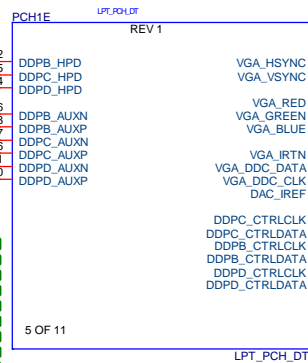 PCH1E
LPT_PCH_DT
REV 1
DDPB_HPD
DDPC_HPD
DDPD_HPD
DDPB_AUXN
DDPB_AUXP
DDPC_AUXN
DDPC_AUXP
DDPD_AUXN
DDPD_AUXP
VGA_HSYNC
VGA_VSYNC
VGA_RED
VGA_GREEN
VGA_BLUE
VGA_IRTN
VGA_DDC_DATA
VGA_DDC_CLK
DAC_IREF
DDPC_CTRLCLK
DDPC_CTRLDATA
DDPB_CTRLCLK
DDPB_CTRLDATA
DDPD_CTRLCLK
DDPD_CTRLDATA
5 OF 11
LPT_PCH_DT